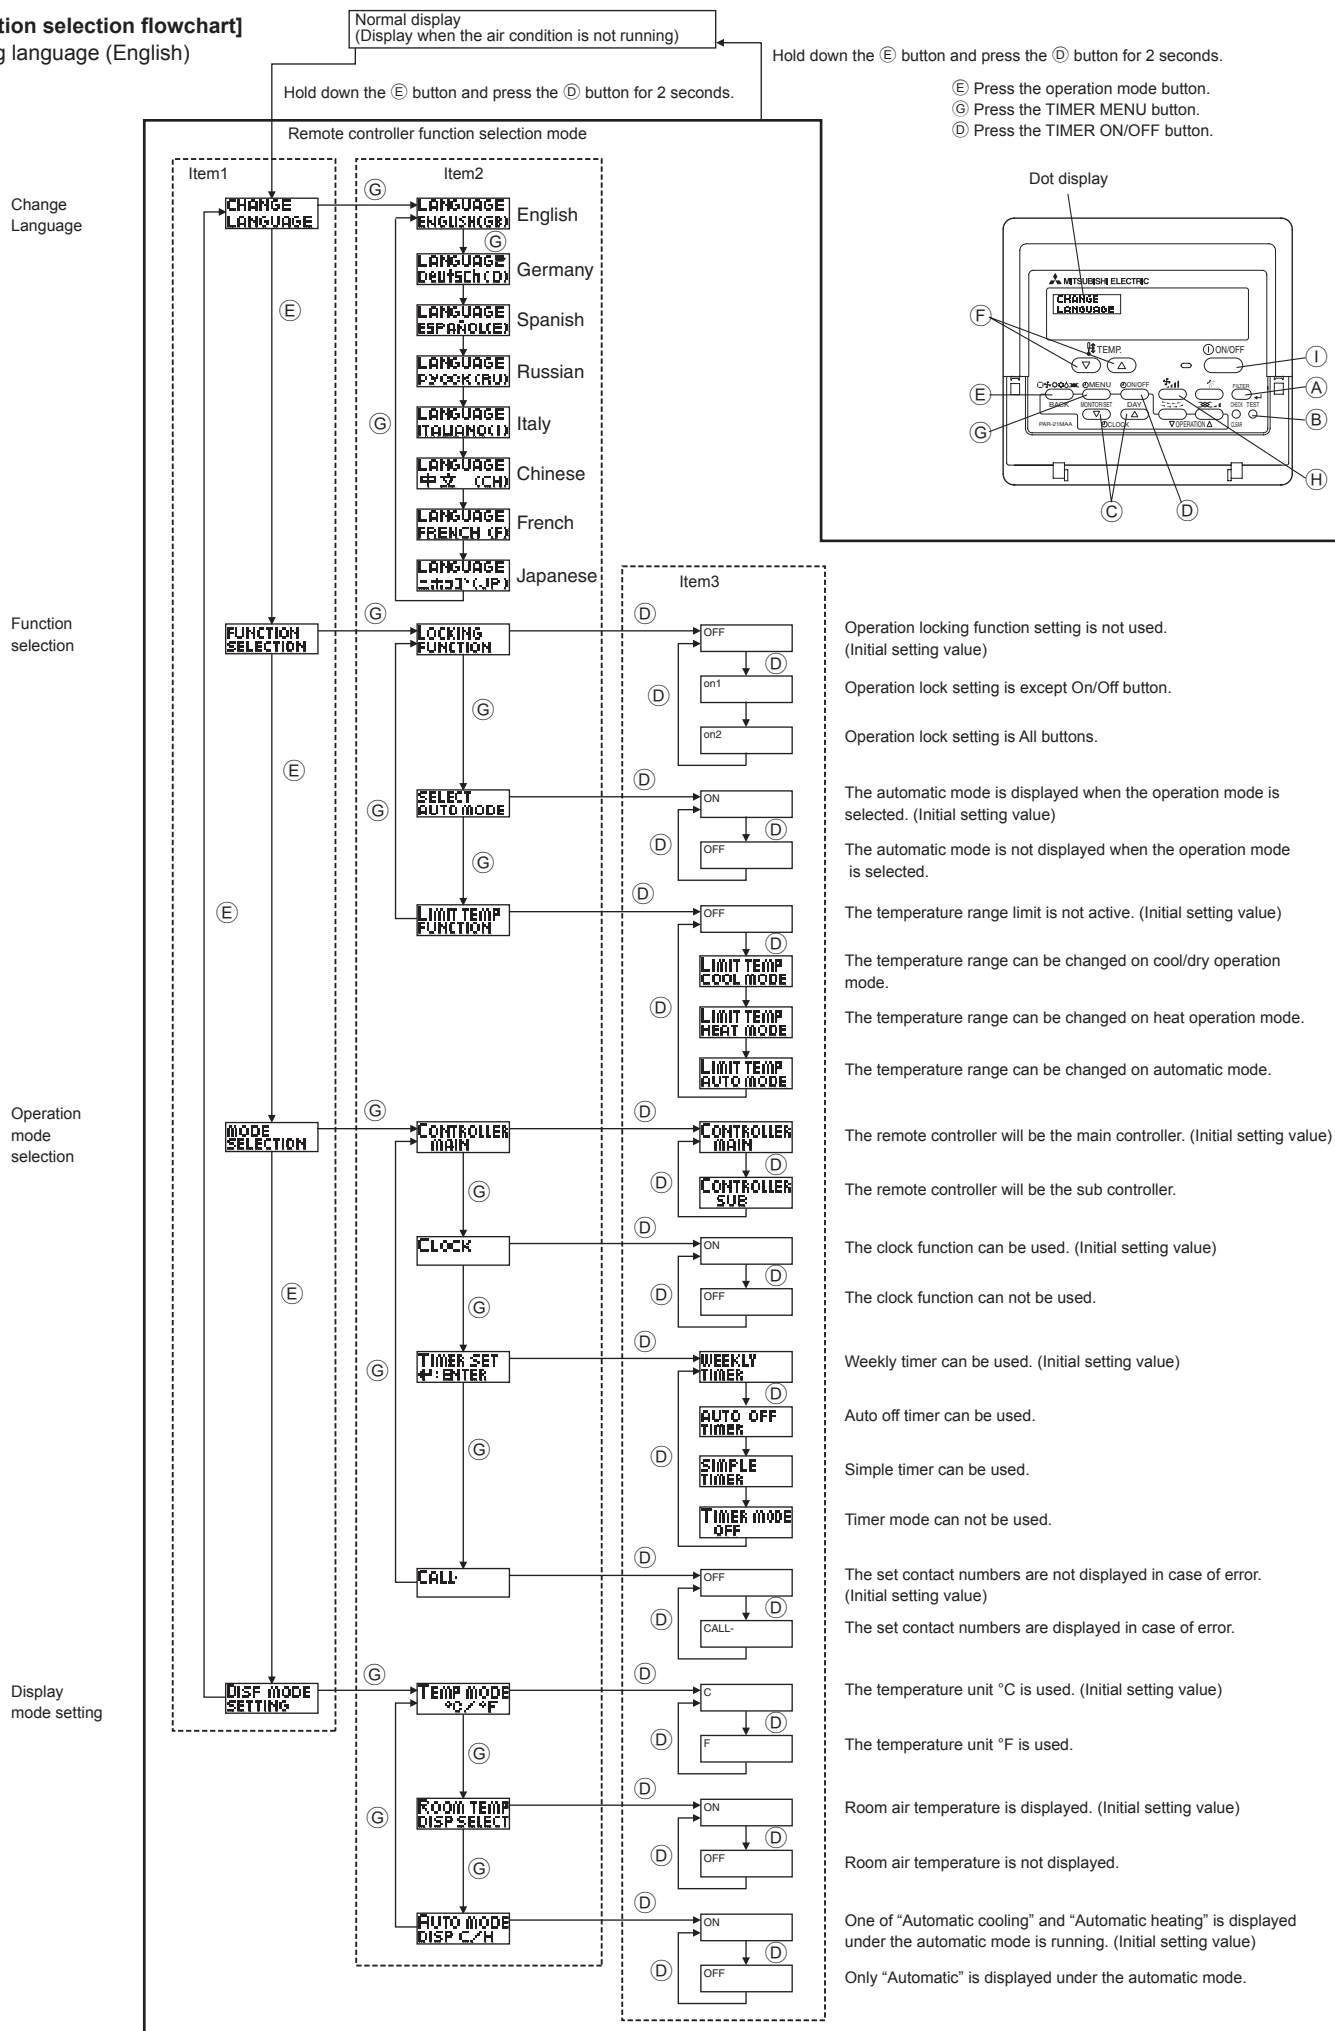 tion selection flowchart]
g language (English)
Normal display
(Display when the air condition is not running)
Hold down the Ⓔ button and press the Ⓓ button for 2 seconds.
Hold down the Ⓔ button and press the Ⓓ button for 2 seconds.
Ⓔ Press the operation mode button.
Ⓖ Press the TIMER MENU button.
Ⓓ Press the TIMER ON/OFF button.
Remote controller function selection mode
Dot display
MITSUBISHI ELECTRIC
CHANGE
LANGUAGE
Ⓕ
TEMP.
ON/OFF
Ⓘ
Ⓔ
MENU
ON/OFF
FILTER
Ⓐ
BACK
MONITOR/SET
DAY
CHECK TEST
Ⓑ
Ⓖ
PAR-21MAA
CLOCK
▽OPERATION△
CLEAR
Ⓗ
Ⓒ
Ⓓ
Item1
Item2
Item3
Change
Language
CHANGE
LANGUAGE
Ⓖ
LANGUAGE
ENGLISH(GB)
English
Ⓖ
LANGUAGE
Deutsch(D)
Germany
Ⓔ
LANGUAGE
ESPAÑOL(E)
Spanish
LANGUAGE
РУССК(RU)
Russian
Ⓖ
LANGUAGE
ITALIANO(I)
Italy
LANGUAGE
中文 (CH)
Chinese
LANGUAGE
FRENCH (F)
French
LANGUAGE
ニホンゴ(JP)
Japanese
Function
selection
FUNCTION
SELECTION
Ⓖ
LOCKING
FUNCTION
Ⓓ
OFF
Operation locking function setting is not used.
(Initial setting value)
Ⓓ
Ⓓ
on1
Operation lock setting is except On/Off button.
Ⓖ
on2
Operation lock setting is All buttons.
Ⓔ
Ⓖ
SELECT
AUTO MODE
Ⓓ
ON
The automatic mode is displayed when the operation mode is
selected. (Initial setting value)
Ⓓ
Ⓓ
OFF
The automatic mode is not displayed when the operation mode
is selected.
Ⓖ
Ⓔ
LIMIT TEMP
FUNCTION
Ⓓ
OFF
The temperature range limit is not active. (Initial setting value)
Ⓓ
LIMIT TEMP
COOL MODE
The temperature range can be changed on cool/dry operation
mode.
Ⓓ
LIMIT TEMP
HEAT MODE
The temperature range can be changed on heat operation mode.
LIMIT TEMP
AUTO MODE
The temperature range can be changed on automatic mode.
Operation
mode
selection
MODE
SELECTION
Ⓖ
CONTROLLER
MAIN
Ⓓ
CONTROLLER
MAIN
The remote controller will be the main controller. (Initial setting value)
Ⓓ
Ⓓ
CONTROLLER
SUB
The remote controller will be the sub controller.
Ⓖ
CLOCK
Ⓓ
ON
The clock function can be used. (Initial setting value)
Ⓓ
Ⓓ
OFF
The clock function can not be used.
Ⓔ
Ⓖ
Ⓖ
TIMER SET
↵:ENTER
Ⓓ
WEEKLY
TIMER
Weekly timer can be used. (Initial setting value)
Ⓓ
AUTO OFF
TIMER
Auto off timer can be used.
Ⓖ
Ⓓ
SIMPLE
TIMER
Simple timer can be used.
TIMER MODE
OFF
Timer mode can not be used.
CALL-
Ⓓ
OFF
The set contact numbers are not displayed in case of error.
(Initial setting value)
Ⓓ
Ⓓ
CALL-
The set contact numbers are displayed in case of error.
Display
mode setting
DISP MODE
SETTING
Ⓖ
TEMP MODE
°C/°F
Ⓓ
C
The temperature unit °C is used. (Initial setting value)
Ⓓ
Ⓓ
F
The temperature unit °F is used.
Ⓖ
Ⓖ
ROOM TEMP
DISP SELECT
Ⓓ
ON
Room air temperature is displayed. (Initial setting value)
Ⓓ
Ⓓ
OFF
Room air temperature is not displayed.
Ⓖ
AUTO MODE
DISP C/H
Ⓓ
ON
One of “Automatic cooling” and “Automatic heating” is displayed
under the automatic mode is running. (Initial setting value)
Ⓓ
Ⓓ
OFF
Only “Automatic” is displayed under the automatic mode.